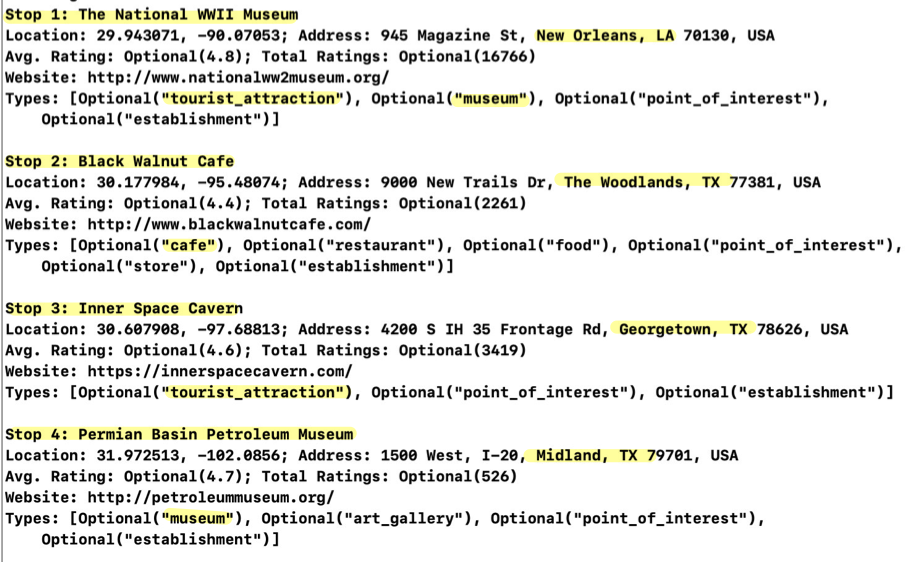 Stop 1: The National WWII Museum
Location: 29.943071, -90.07053; Address: 945 Magazine St, New Orleans, LA 70130, USA
Avg. Rating: Optional(4.8); Total Ratings: Optional(16766)
Website: http://www.nationalww2museum.org/
Types: [Optional("tourist_attraction"), Optional("museum"), Optional("point_of_interest"),
Optional("establishment")]
Stop 2: Black Walnut Cafe
Location: 30.177984, -95.48074; Address: 9000 New Trails Dr, The Woodlands, TX 77381, USA
Avg. Rating: Optional(4.4); Total Ratings: Optional(2261)
Website: http://www.blackwalnutcafe.com/
Types: [Optional("cafe"), Optional("restaurant"), Optional("food"), Optional("point_of_interest"),
Optional("store"), Optional("establishment")]
Stop 3: Inner Space Cavern
Location: 30.607908, -97.68813; Address: 4200 S IH 35 Frontage Rd, Georgetown, TX 78626, USA
Avg. Rating: Optional(4.6); Total Ratings: Optional(3419)
Website: https://innerspacecavern.com/
Types: [Optional("tourist_attraction"), Optional("point_of_interest"), Optional("establishment")]
Stop 4: Permian Basin Petroleum Museum
Location: 31.972513, -102.0856; Address: 1500 West, I-20, Midland, TX 79701, USA
Avg. Rating: Optional(4.7); Total Ratings: Optional(526)
Website: http://petroleummuseum.org/
Types: [Optional("museum"), Optional("art_gallery"), Optional("point_of_interest"),
Optional("establishment")]